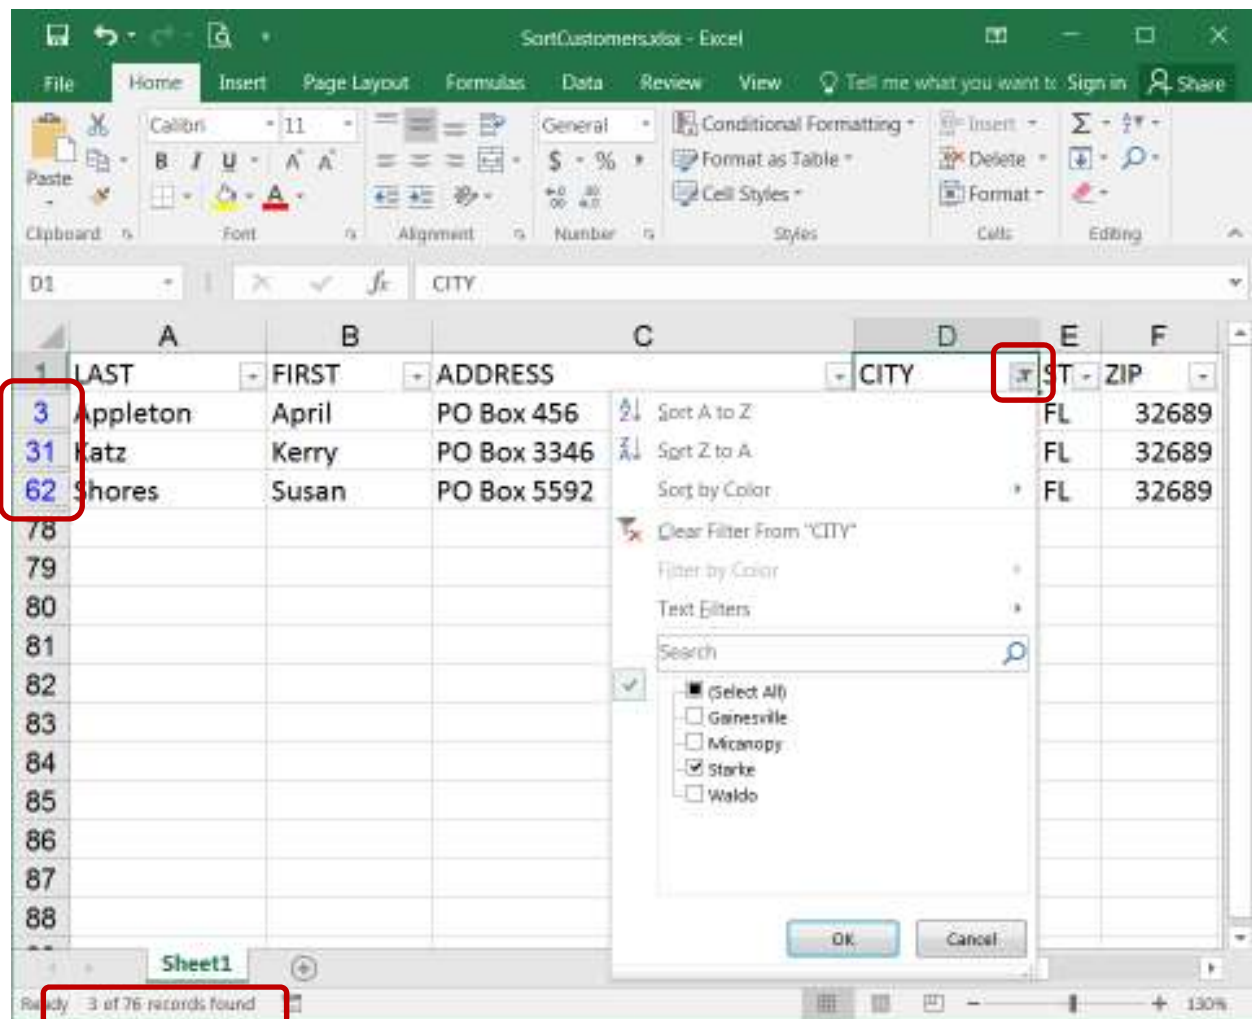 SortCustomers.xlsx - Excel
File Home Insert Page Layout Formulas Data Review View Tell me what you want to Sign in Share
Calibri 11 General Conditional Formatting Insert Σ
Paste B I U A A $ % Format as Table Delete
A Cell Styles Format
Clipboard Font Alignment Number Styles Cells Editing
D1 fx CITY
A B C D E F
1 LAST FIRST ADDRESS CITY ST ZIP
3 Appleton April PO Box 456 FL 32689
31 Katz Kerry PO Box 3346 FL 32689
62 Shores Susan PO Box 5592 FL 32689
Sort A to Z
Sort Z to A
Sort by Color
Clear Filter From "CITY"
Filter by Color
Text Filters
Search
(Select All)
Gainesville
Micanopy
Starke
Waldo
OK Cancel
78
79
80
81
82
83
84
85
86
87
88
Sheet1
Ready 3 of 76 records found 130%